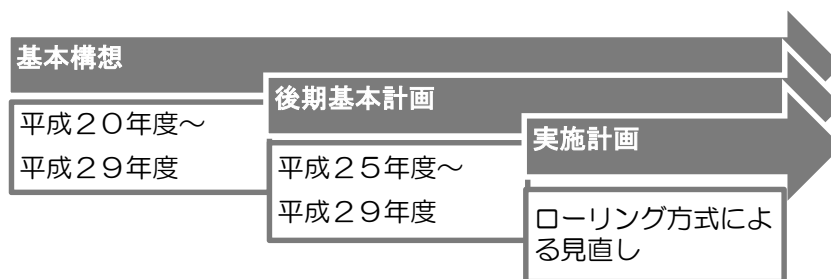 基本構想
平成２０年度～
平成２９年度
後期基本計画
平成２５年度～
平成２９年度
実施計画
ローリング方式によ
る見直し